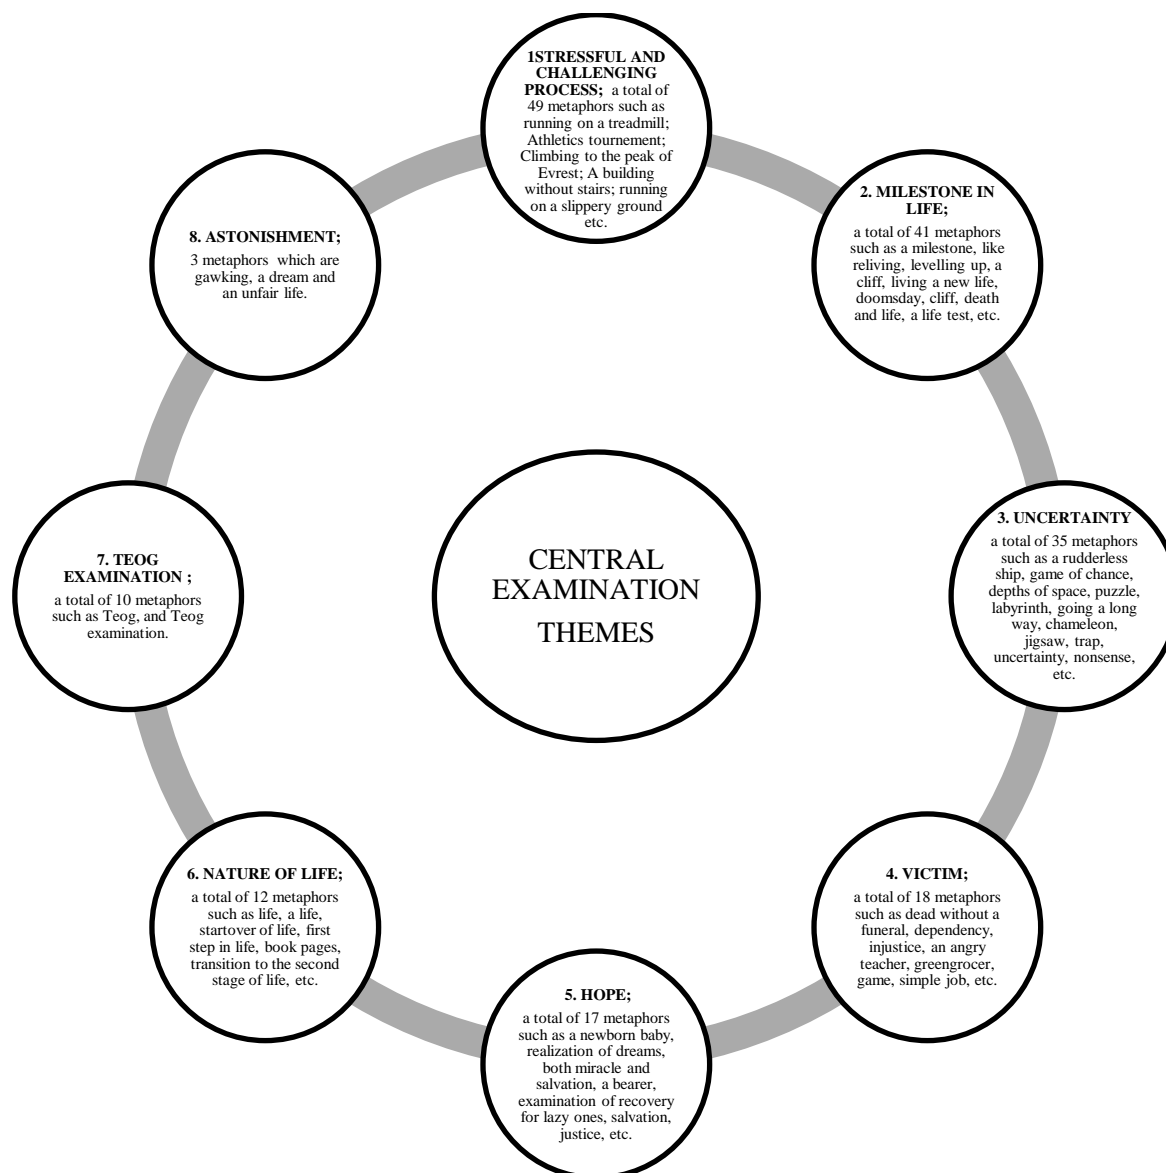 1STRESSFUL AND
CHALLENGING
PROCESS; a total of
49 metaphors such as
running on a treadmill;
Athletics tournement;
Climbing to the peak of
Evrest; A building
without stairs; running
on a slippery ground
etc.
2. MILESTONE IN
LIFE;
a total of 41 metaphors
such as a milestone, like
reliving, levelling up, a
cliff, living a new life,
doomsday, cliff, death
and life, a life test, etc.
3. UNCERTAINTY
a total of 35 metaphors
such as a rudderless
ship, game of chance,
depths of space, puzzle,
labyrinth, going a long
way, chameleon,
jigsaw, trap,
uncertainty, nonsense,
etc.
4. VICTIM;
a total of 18 metaphors
such as dead without a
funeral, dependency,
injustice, an angry
teacher, greengrocer,
game, simple job, etc.
5. HOPE;
a total of 17 metaphors
such as a newborn baby,
realization of dreams,
both miracle and
salvation, a bearer,
examination of recovery
for lazy ones, salvation,
justice, etc.
6. NATURE OF LIFE;
a total of 12 metaphors
such as life, a life,
startover of life, first
step in life, book pages,
transition to the second
stage of life, etc.
7. TEOG
EXAMINATION ;
a total of 10 metaphors
such as Teog, and Teog
examination.
8. ASTONISHMENT;
3 metaphors which are
gawking, a dream and
an unfair life.
CENTRAL
EXAMINATION
THEMES